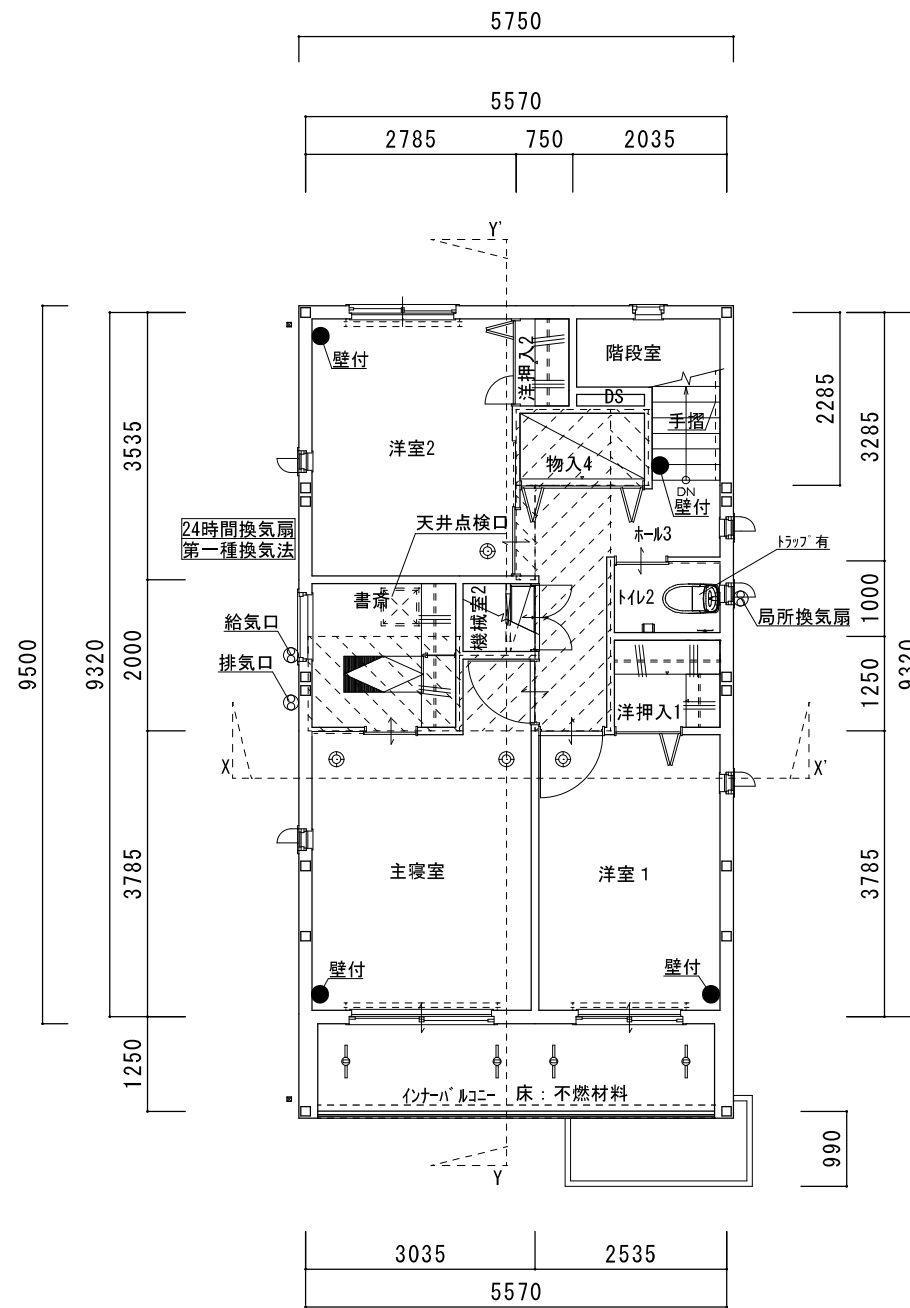 5750
5570
2785
750
2035
Y'
9500
9320
3535
2000
3785
1250
2285
3285
1000
1250
3785
9320
990
壁付
洋押入2
階段室
DS
手摺
洋室2
物入4
DN
壁付
24時間換気扇
第一種換気法
天井点検口
ホール3
トラップ有
書斎
機械室2
トイレ2
局所換気扇
給気口
排気口
洋押入1
X
X'
主寝室
洋室1
壁付
壁付
インナーバルコニー
床:不燃材料
Y
3035
2535
5570